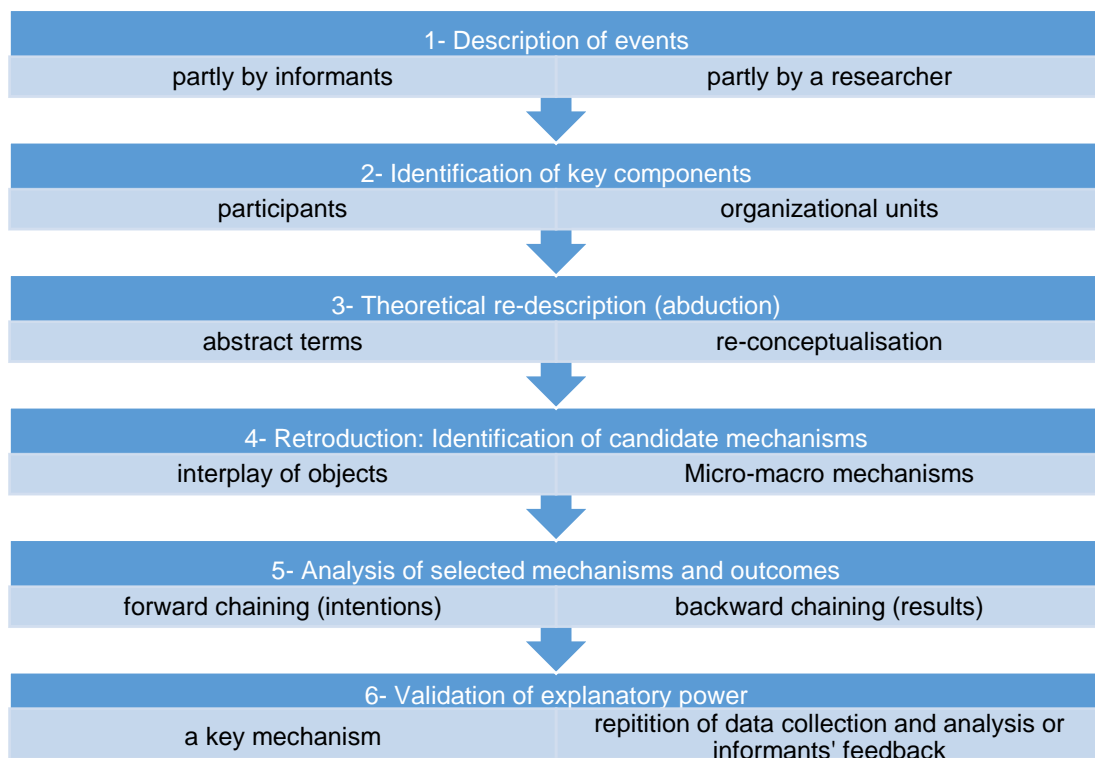 1- Description of events
partly by informants
partly by a researcher
2- Identification of key components
participants
organizational units
3- Theoretical re-description (abduction)
abstract terms
re-conceptualisation
4- Retroduction: Identification of candidate mechanisms
interplay of objects
Micro-macro mechanisms
5- Analysis of selected mechanisms and outcomes
forward chaining (intentions)
backward chaining (results)
6- Validation of explanatory power
a key mechanism
repitition of data collection and analysis or
informants' feedback